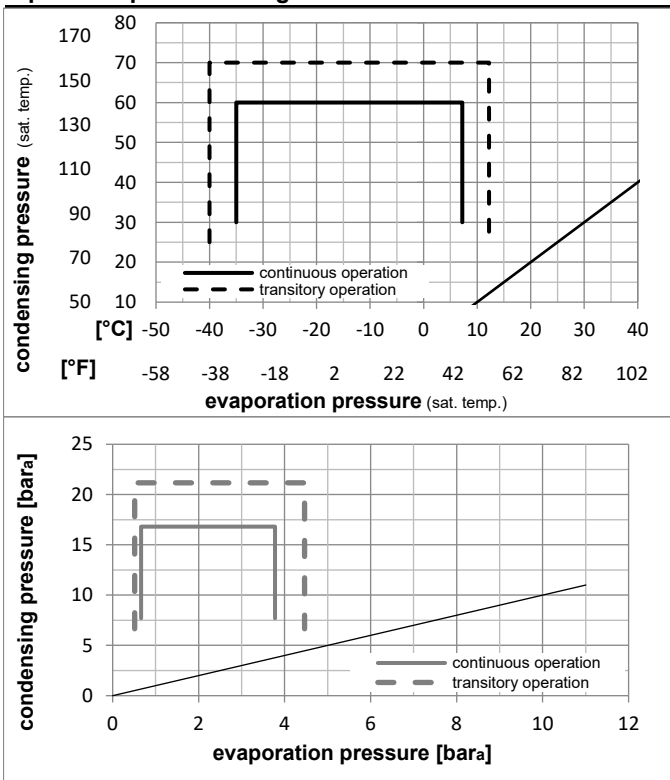 condensing pressure (sat. temp.)
170 80
70
150 60
130 50
110 40
90 30
70 20
50 10
continuous operation
transitory operation
[°C] -50 -40 -30 -20 -10 0 10 20 30 40
[°F] -58 -38 -18 2 22 42 62 82 102
evaporation pressure (sat. temp.)
condensing pressure [bara]
25
20
15
10
5
0
continuous operation
transitory operation
0 2 4 6 8 10 12
evaporation pressure [bara]